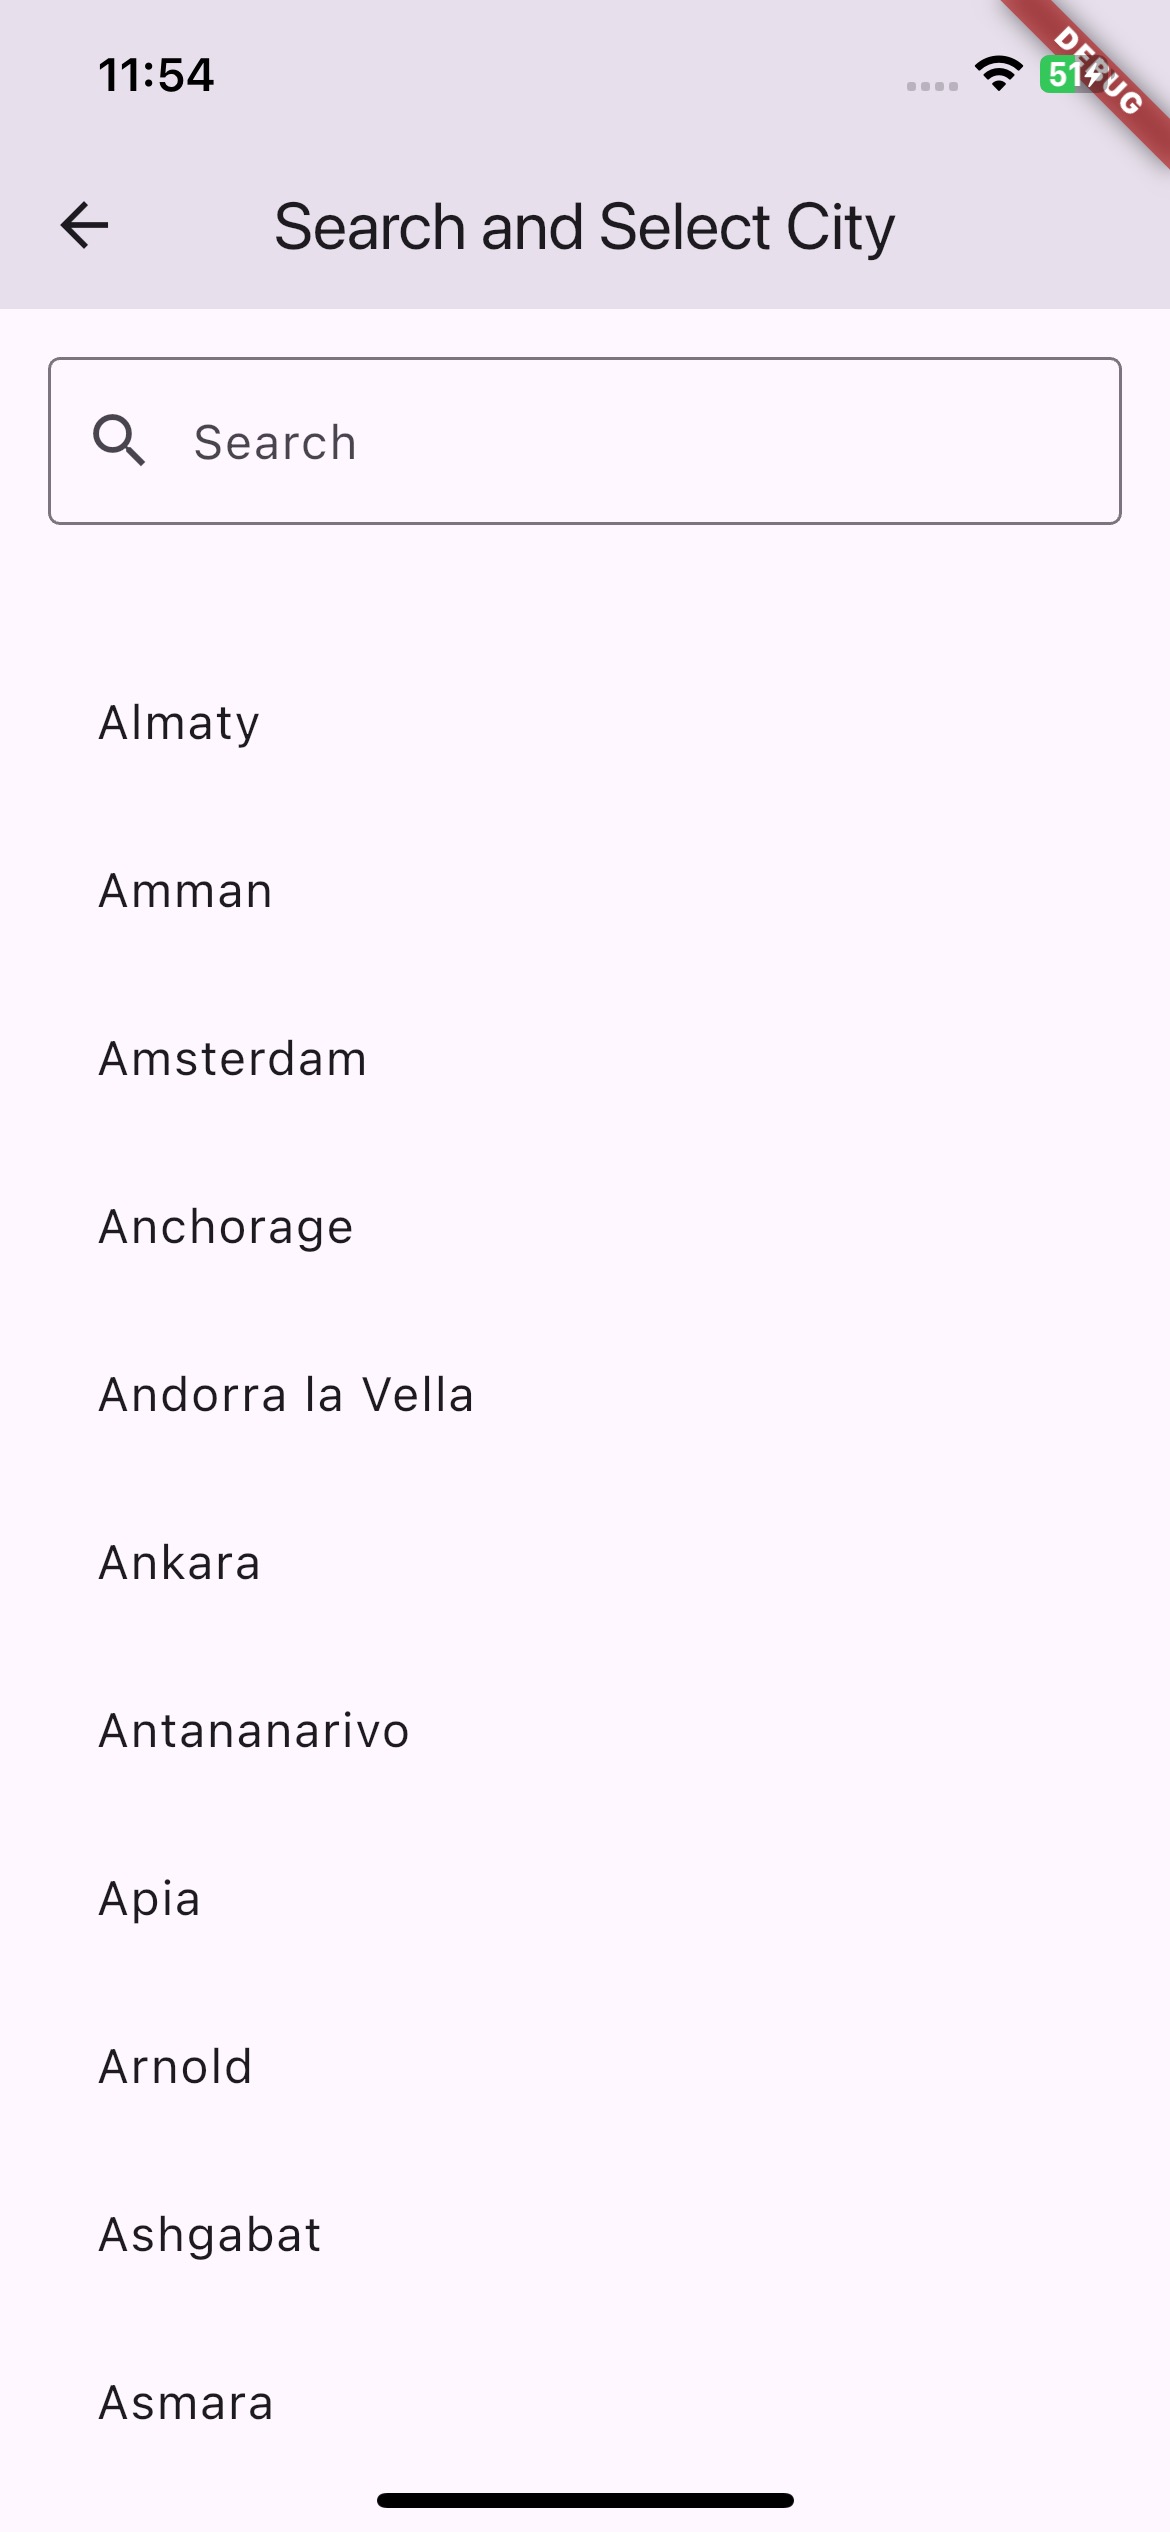 11:54
51
DEBUG
Search and Select City
Search
Almaty
Amman
Amsterdam
Anchorage
Andorra la Vella
Ankara
Antananarivo
Apia
Arnold
Ashgabat
Asmara